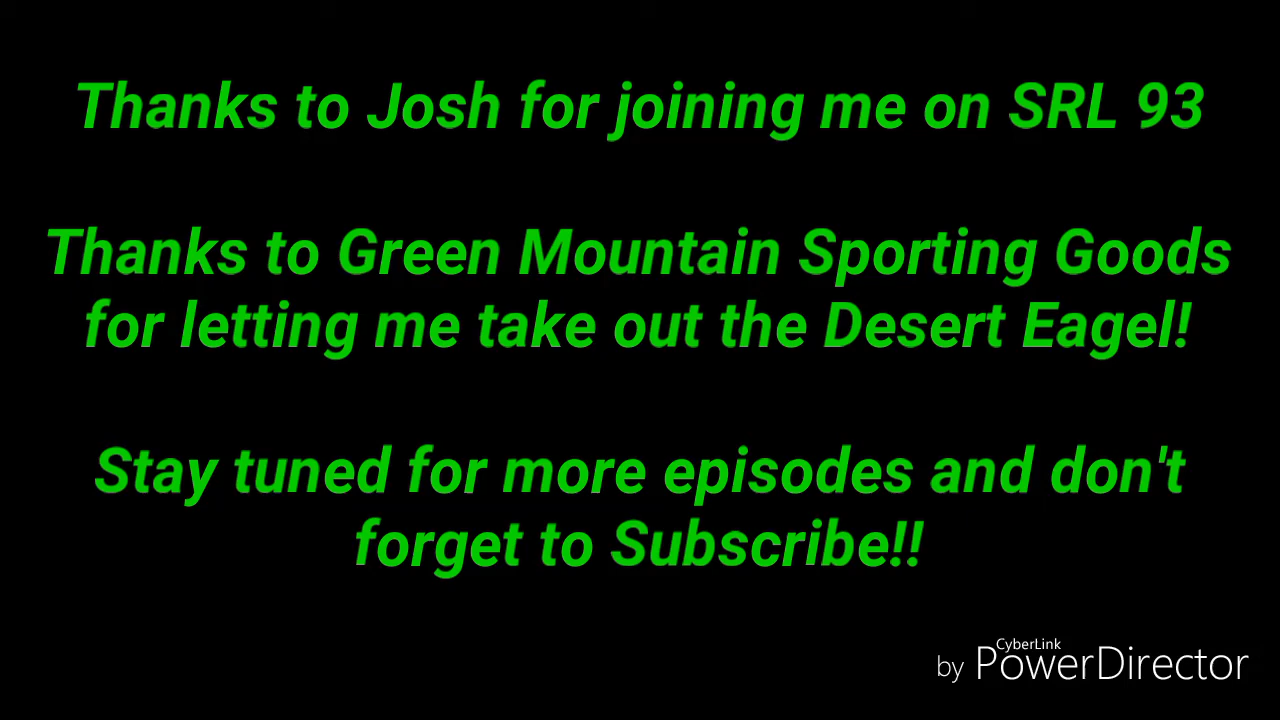 Thanks to Josh for joining me on SRL 93
Thanks to Green Mountain Sporting Goods
for letting me take out the Desert Eagel!
Stay tuned for more episodes and don't
forget to Subscribe!!
CyberLink
by PowerDirector